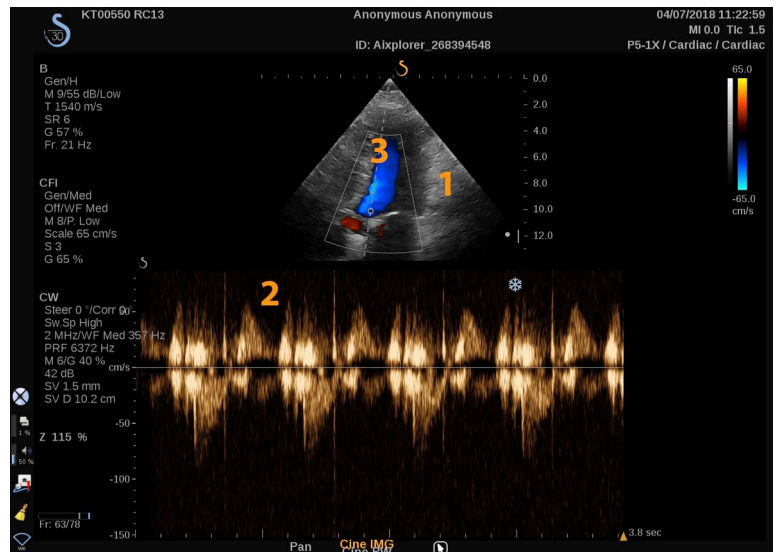 KT00550 RC13
Anonymous Anonymous
04/07/2018 11:22:59
MI 0.0 TIc 1.5
ID: Aixplorer_268394548
P5-1X / Cardiac / Cardiac
30
B
Gen/H
M 9/55 dB/Low
T 1540 m/s
SR 6
G 57 %
Fr. 21 Hz
CFI
Gen/Med
Off/WF Med
M 8/P. Low
Scale 65 cm/s
S 3
G 65 %
0.0
2.0
4.0
6.0
8.0
10.0
12.0
65.0
-65.0
cm/s
3
1
2
CW
Steer 0 °/Corr 0
Sw.Sp High
2 MHz/WF Med 357 Hz
PRF 6372 Hz
M 6/G 40 %
42 dB
SV 1.5 mm
SV D 10.2 cm
Z 115 %
cm/s
-50
-100
-150
1 %
50 %
Fr: 63/78
3.8 sec
Pan
Cine IMG